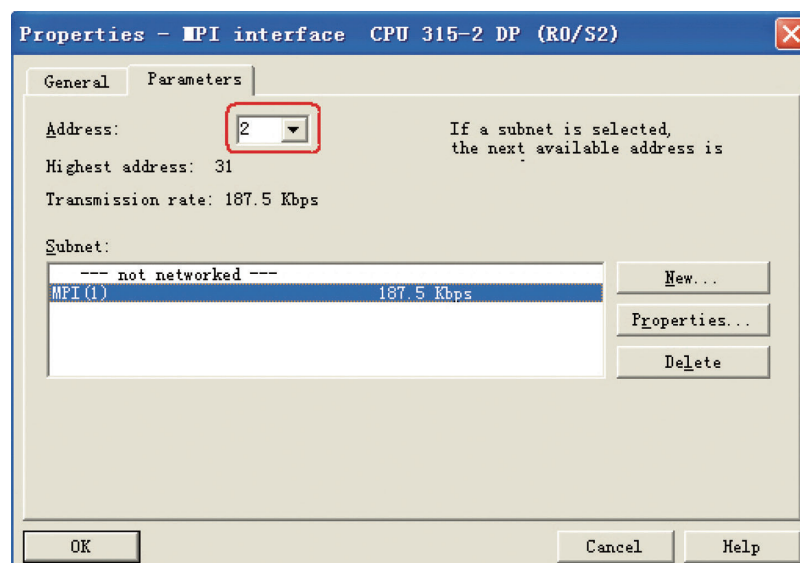 Properties - MPI interface CPU 315-2 DP (R0/S2)
General Parameters
Address: 2
If a subnet is selected,
the next available address is
Highest address: 31
Transmission rate: 187.5 Kbps
Subnet:
--- not networked ---
MPI(1) 187.5 Kbps
New...
Properties...
Delete
OK Cancel Help